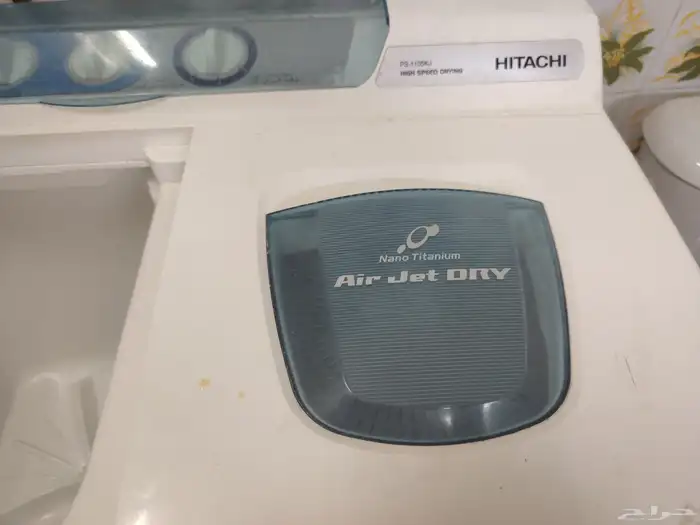 HITACHI
HIGH SPEED DRYING
Nano Titanium
Air Jet DRY
حراج